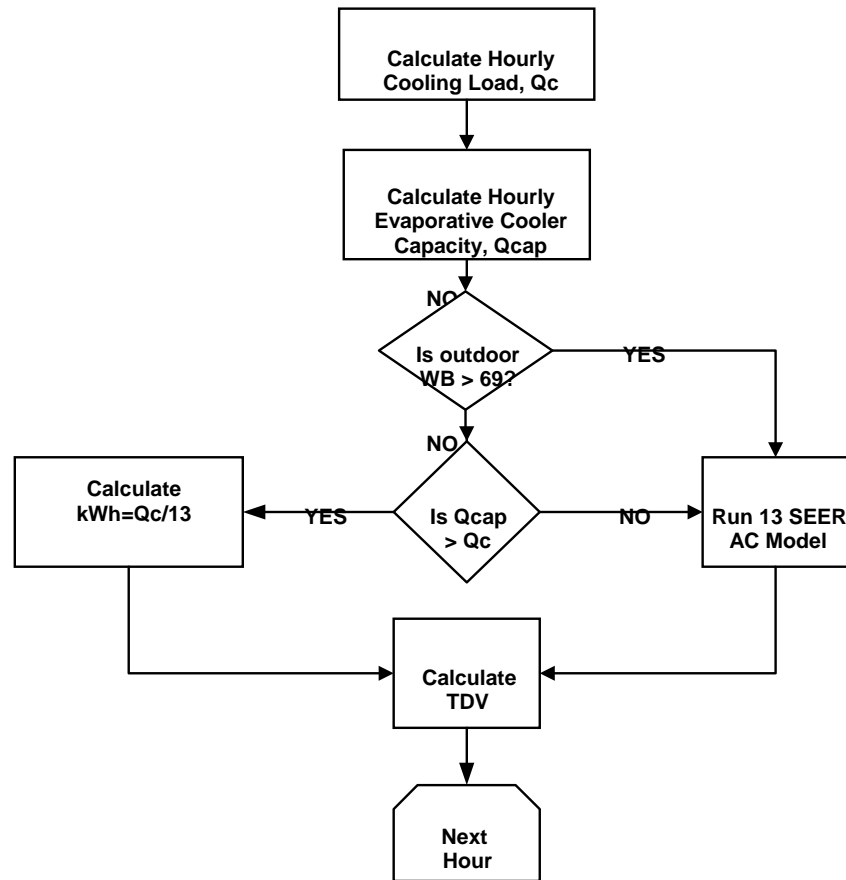 Calculate Hourly
Cooling Load, Qc
Calculate Hourly
Evaporative Cooler
Capacity, Qcap
NO
Is outdoor
WB > 69?
YES
NO
Calculate
kWh=Qc/13
YES
Is Qcap
> Qc
NO
Run 13 SEER
AC Model
Calculate
TDV
Next
Hour